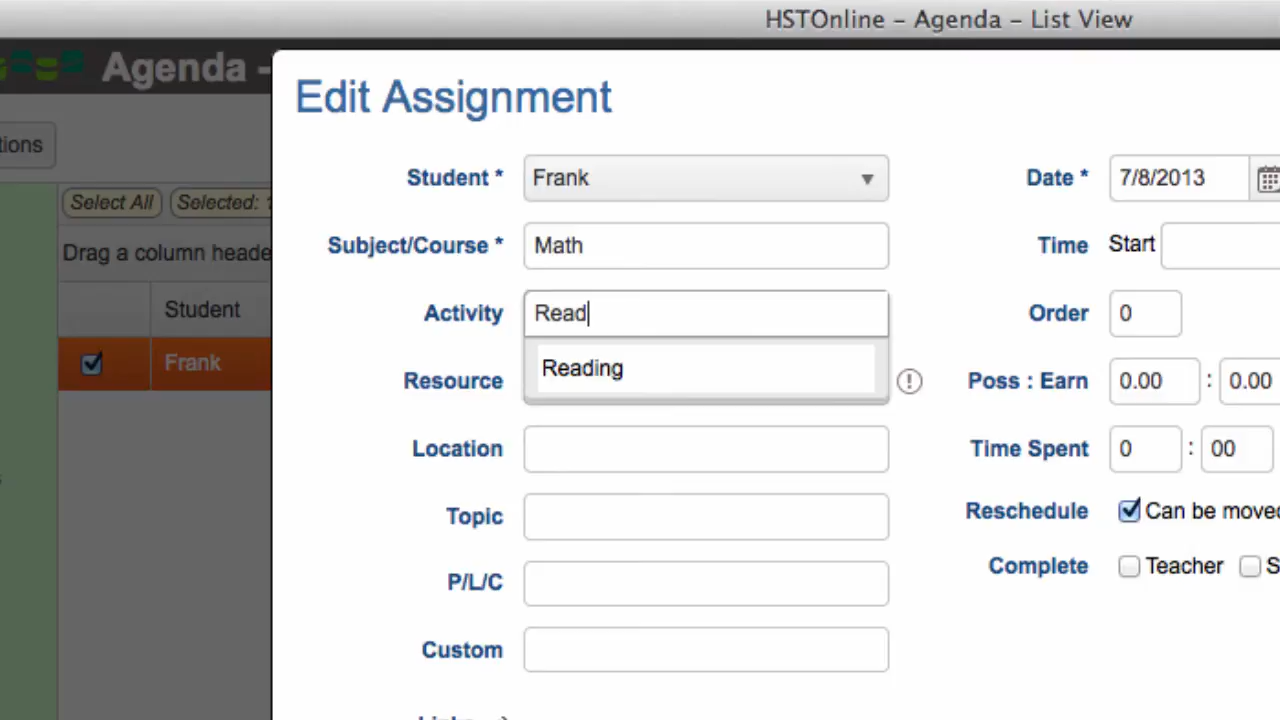 HSTOnline – Agenda – List View
Agenda -
Edit Assignment
tions
Student * Frank
Date * 7/8/2013
Select All Selected: 1
Subject/Course * Math
Time Start
Drag a column heade
Student
Activity Read
Order 0
Frank
Reading
Resource
Poss : Earn 0.00 : 0.00
Location
Time Spent 0 : 00
Topic
Reschedule Can be moved
P/L/C
Complete Teacher S
Custom